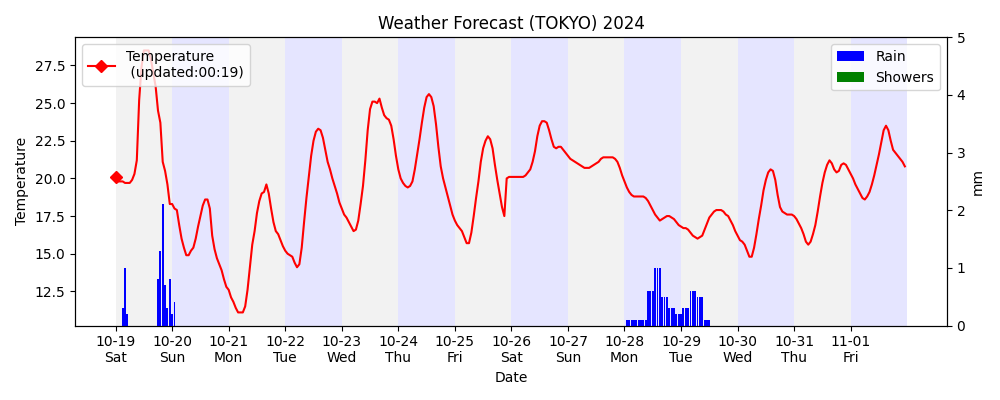 Weather Forecast (TOKYO) 2024
Temperature
(updated:00:19)
Rain
Showers
27.5
25.0
22.5
20.0
17.5
15.0
12.5
Temperature
5
4
3
2
1
0
mm
10-19 10-20 10-21 10-22 10-23 10-24 10-25 10-26 10-27 10-28 10-29 10-30 10-31 11-01
Sat Sun Mon Tue Wed Thu Fri Sat Sun Mon Tue Wed Thu Fri
Date